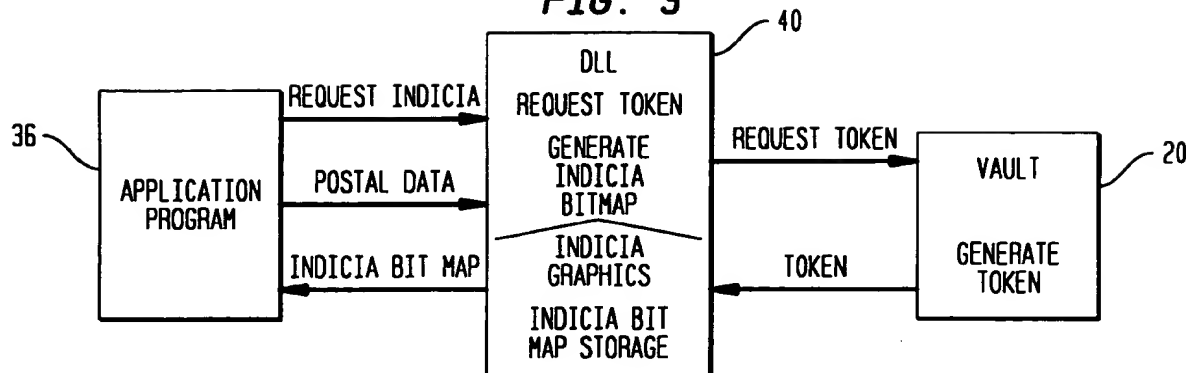 FIG. 3
40
DLL
REQUEST TOKEN
GENERATE
INDICIA
BITMAP
INDICIA
GRAPHICS
INDICIA BIT
MAP STORAGE
36
APPLICATION
PROGRAM
REQUEST INDICIA
POSTAL DATA
INDICIA BIT MAP
REQUEST TOKEN
TOKEN
20
VAULT
GENERATE
TOKEN